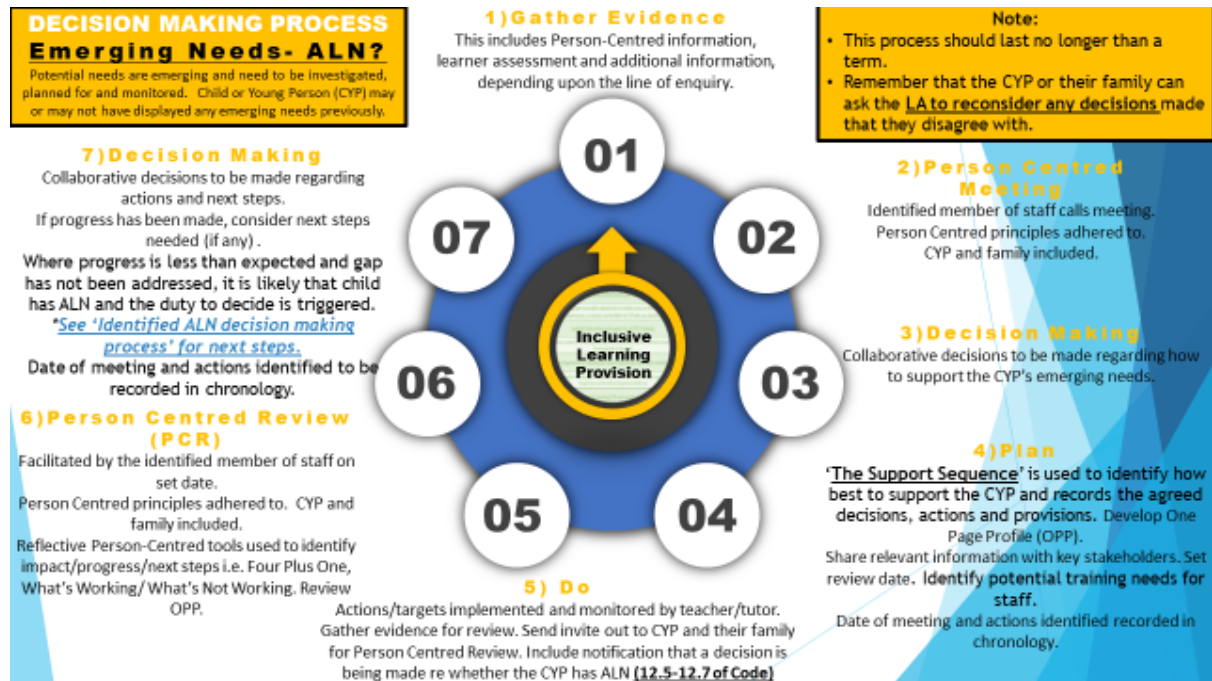 DECISION MAKING PROCESS
Emerging Needs- ALN?
Potential needs are emerging and need to be investigated,
planned for and monitored. Child or Young Person (CYP) may
or may not have displayed any emerging needs previously.
1)Gather Evidence
This includes Person-Centred information,
learner assessment and additional information,
depending upon the line of enquiry.
Note:
• This process should last no longer than a
term.
• Remember that the CYP or their family can
ask the LA to reconsider any decisions made
that they disagree with.
2)Person Centred
Meeting
Identified member of staff calls meeting.
Person Centred principles adhered to.
CYP and family included.
3)Decision Making
Collaborative decisions to be made regarding how
to support the CYP's emerging needs.
4)Plan
'The Support Sequence' is used to identify how
best to support the CYP and records the agreed
decisions, actions and provisions. Develop One
Page Profile (OPP).
Share relevant information with key stakeholders. Set
review date. Identify potential training needs for
staff.
Date of meeting and actions identified recorded in
chronology.
5) Do
Actions/targets implemented and monitored by teacher/tutor.
Gather evidence for review. Send invite out to CYP and their family
for Person Centred Review. Include notification that a decision is
being made re whether the CYP has ALN (12.5-12.7 of Code)
6)Person Centred Review
(PCR)
Facilitated by the identified member of staff on
set date.
Person Centred principles adhered to. CYP and
family included.
Reflective Person-Centred tools used to identify
impact/progress/next steps i.e. Four Plus One,
What's Working/ What's Not Working. Review
OPP.
7)Decision Making
Collaborative decisions to be made regarding
actions and next steps.
If progress has been made, consider next steps
needed (if any) .
Where progress is less than expected and gap
has not been addressed, it is likely that child
has ALN and the duty to decide is triggered.
*See 'Identified ALN decision making
process' for next steps.
Date of meeting and actions identified to be
recorded in chronology.
01
02
03
04
05
06
07
Inclusive
Learning
Provision